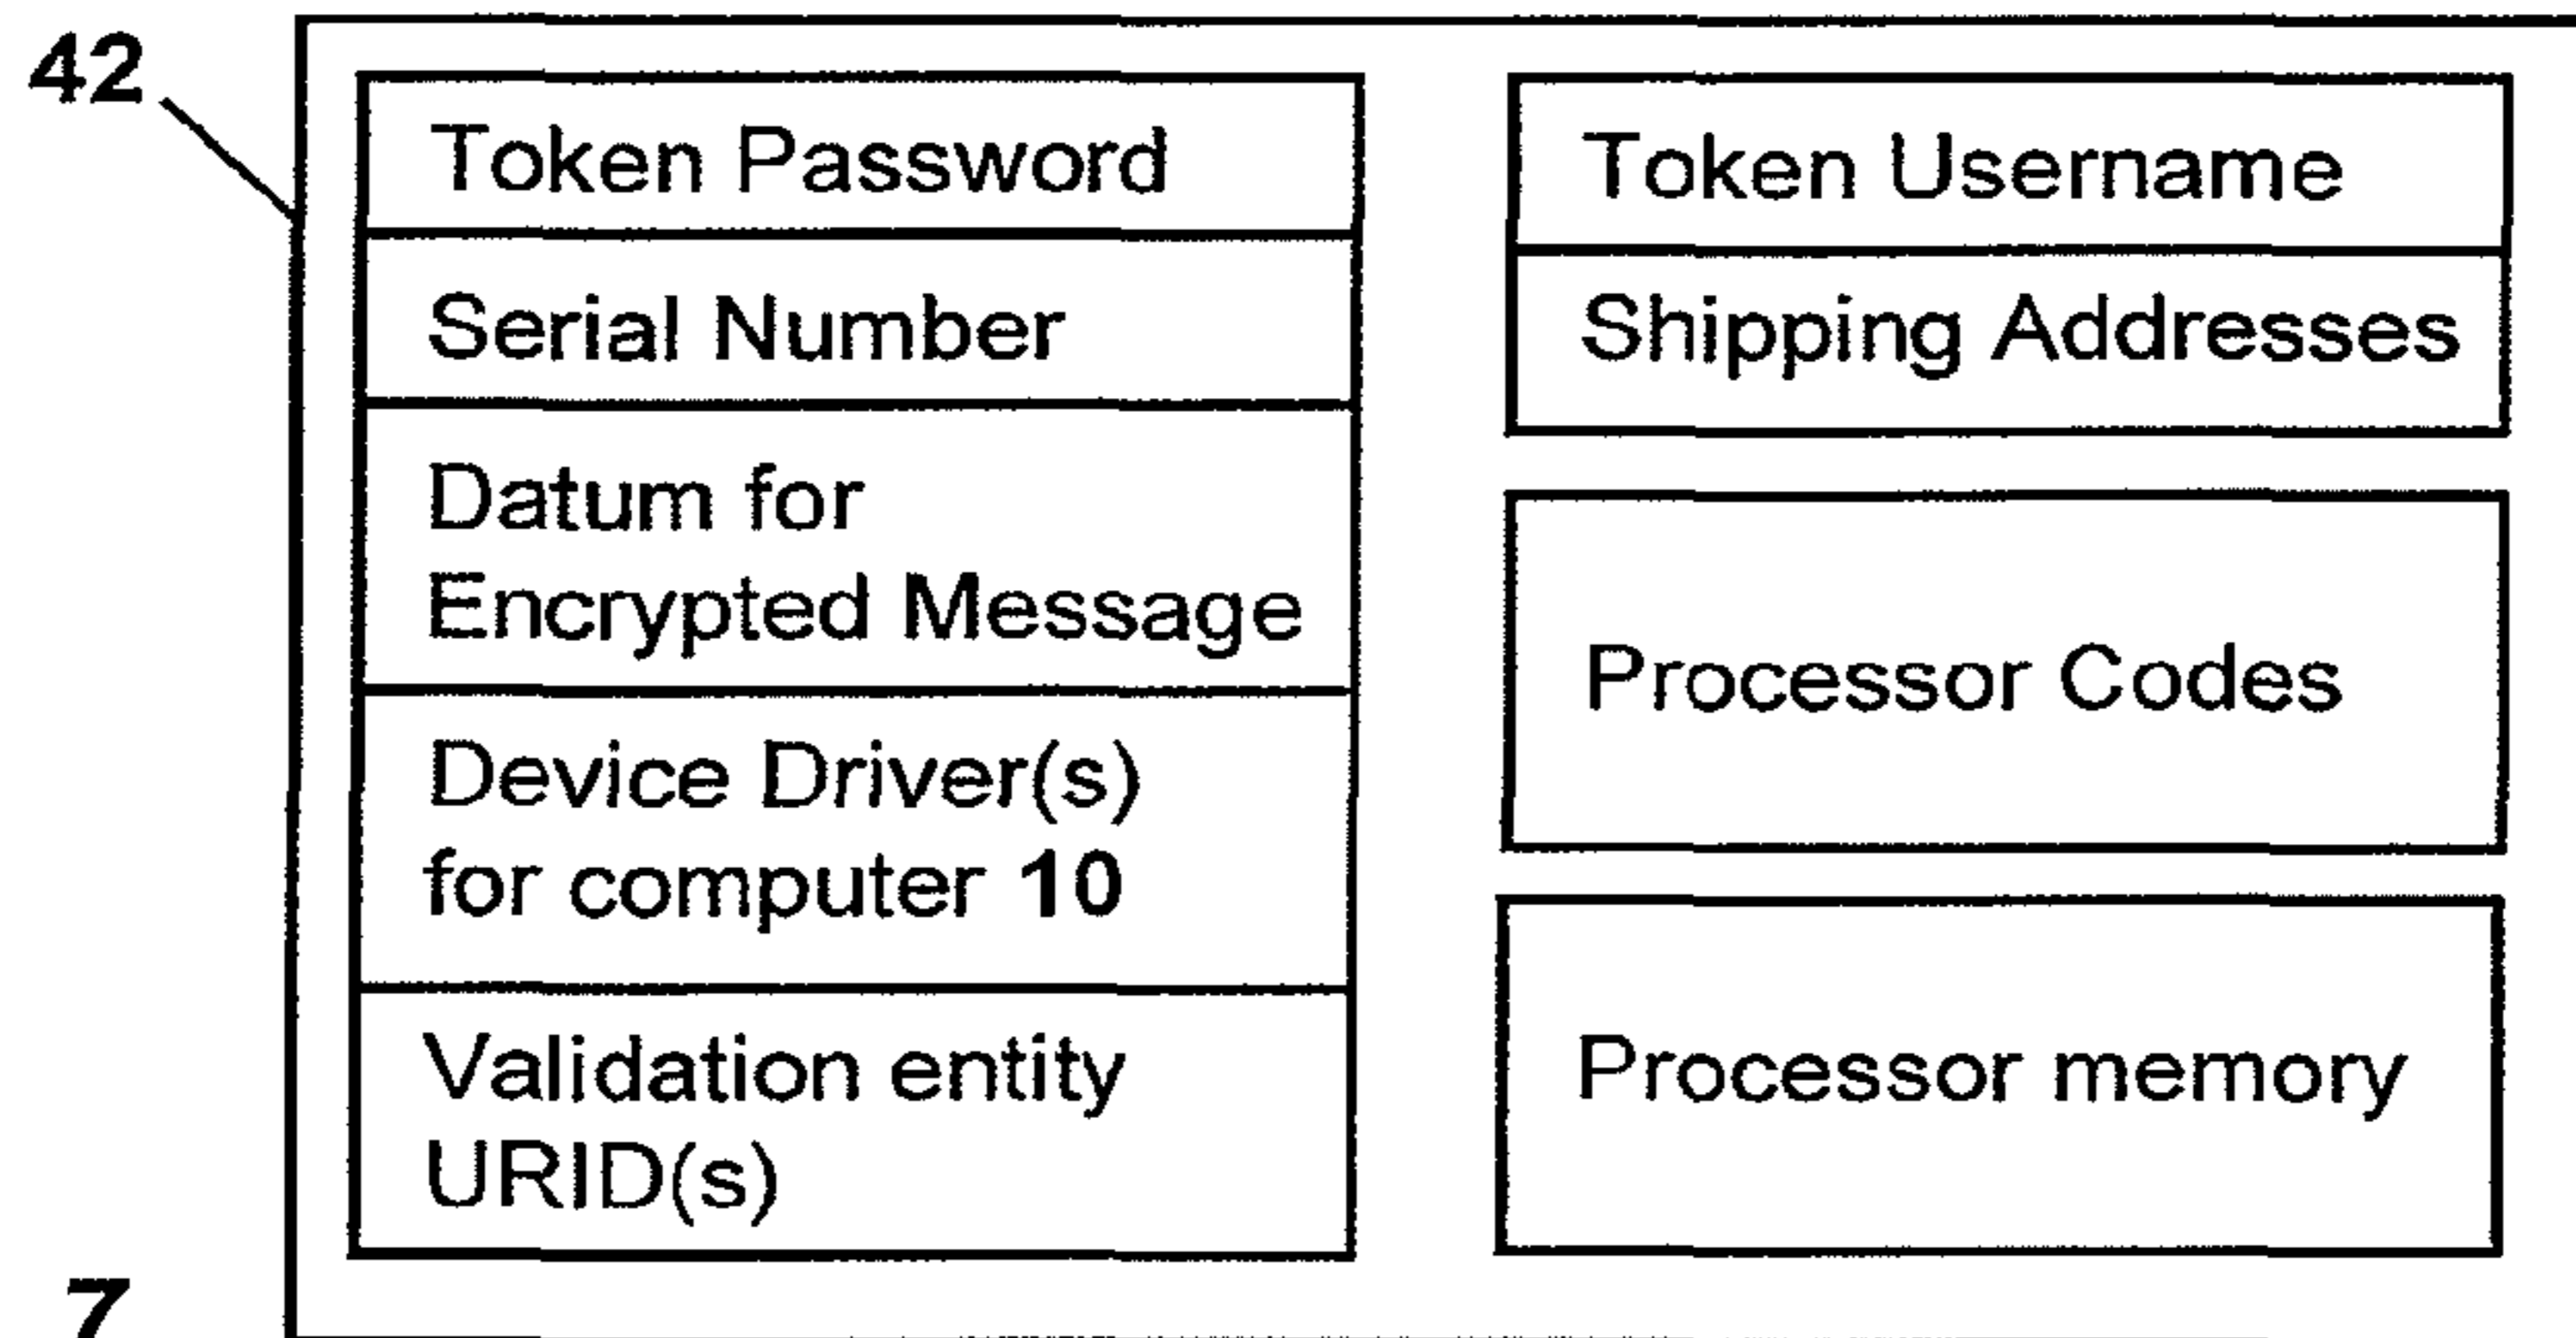 42
Token Password
Serial Number
Datum for
Encrypted Message
Device Driver(s)
for computer 10
Validation entity
URID(s)
Token Username
Shipping Addresses
Processor Codes
Processor memory
7